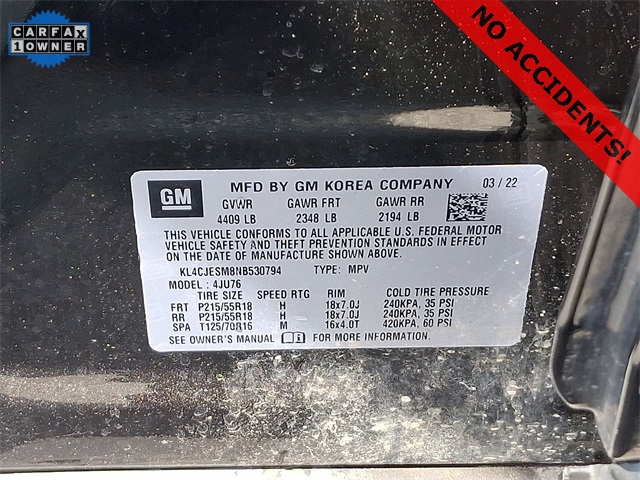 CARFAX
1 OWNER
NO ACCIDENTS!
GM
MFD BY GM KOREA COMPANY 03 / 22
GVWR GAWR FRT GAWR RR
4409 LB 2348 LB 2194 LB
THIS VEHICLE CONFORMS TO ALL APPLICABLE U.S. FEDERAL MOTOR
VEHICLE SAFETY AND THEFT PREVENTION STANDARDS IN EFFECT
ON THE DATE OF MANUFACTURE SHOWN ABOVE.
KL4CJESM8NB530794 TYPE: MPV
MODEL: 4JU76
TIRE SIZE SPEED RTG RIM COLD TIRE PRESSURE
FRT P215/55R18 H 18x7.0J 240KPA, 35 PSI
RR P215/55R18 H 18x7.0J 240KPA, 35 PSI
SPA T125/70R16 M 16x4.0T 420KPA, 60 PSI
SEE OWNER'S MANUAL FOR MORE INFORMATION.